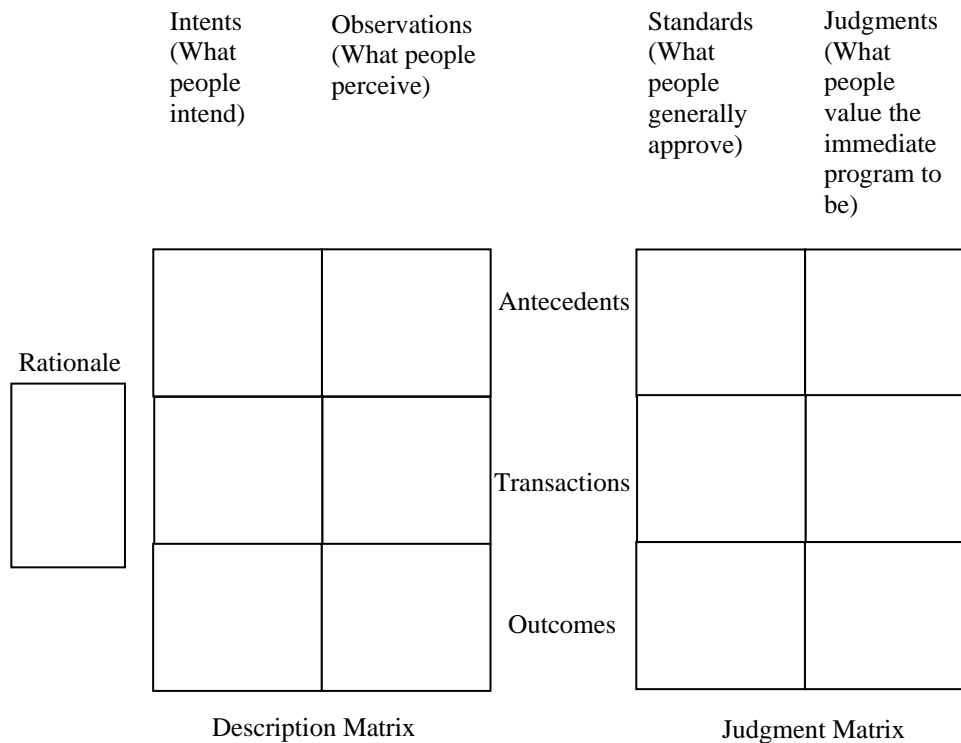 Intents
(What
people
intend)
Observations
(What people
perceive)
Standards
(What
people
generally
approve)
Judgments
(What
people
value the
immediate
program to
be)
Antecedents
Rationale
Transactions
Outcomes
Description Matrix
Judgment Matrix